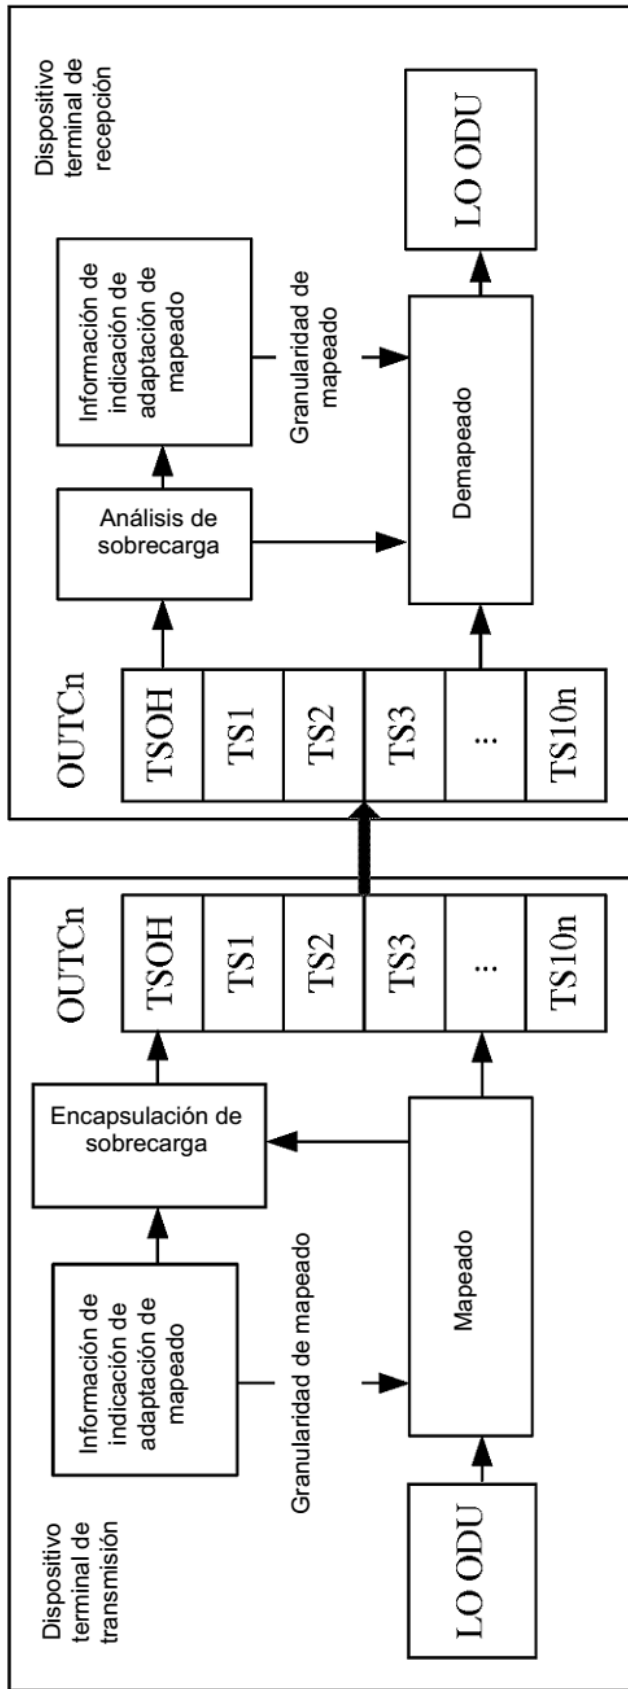 Dispositivo
terminal de
transmisión
Información de
indicación de
adaptación de
mapeado
Encapsulación de
sobrecarga
Granularidad de mapeado
LO ODU
Mapeado
OUTCn
TSOH
TS1
TS2
TS3
...
TS10n
Dispositivo
terminal de
recepción
OUTCn
TSOH
TS1
TS2
TS3
...
TS10n
Análisis de
sobrecarga
Información de
indicación de
adaptación de
mapeado
Granularidad de
mapeado
Demapeado
LO ODU